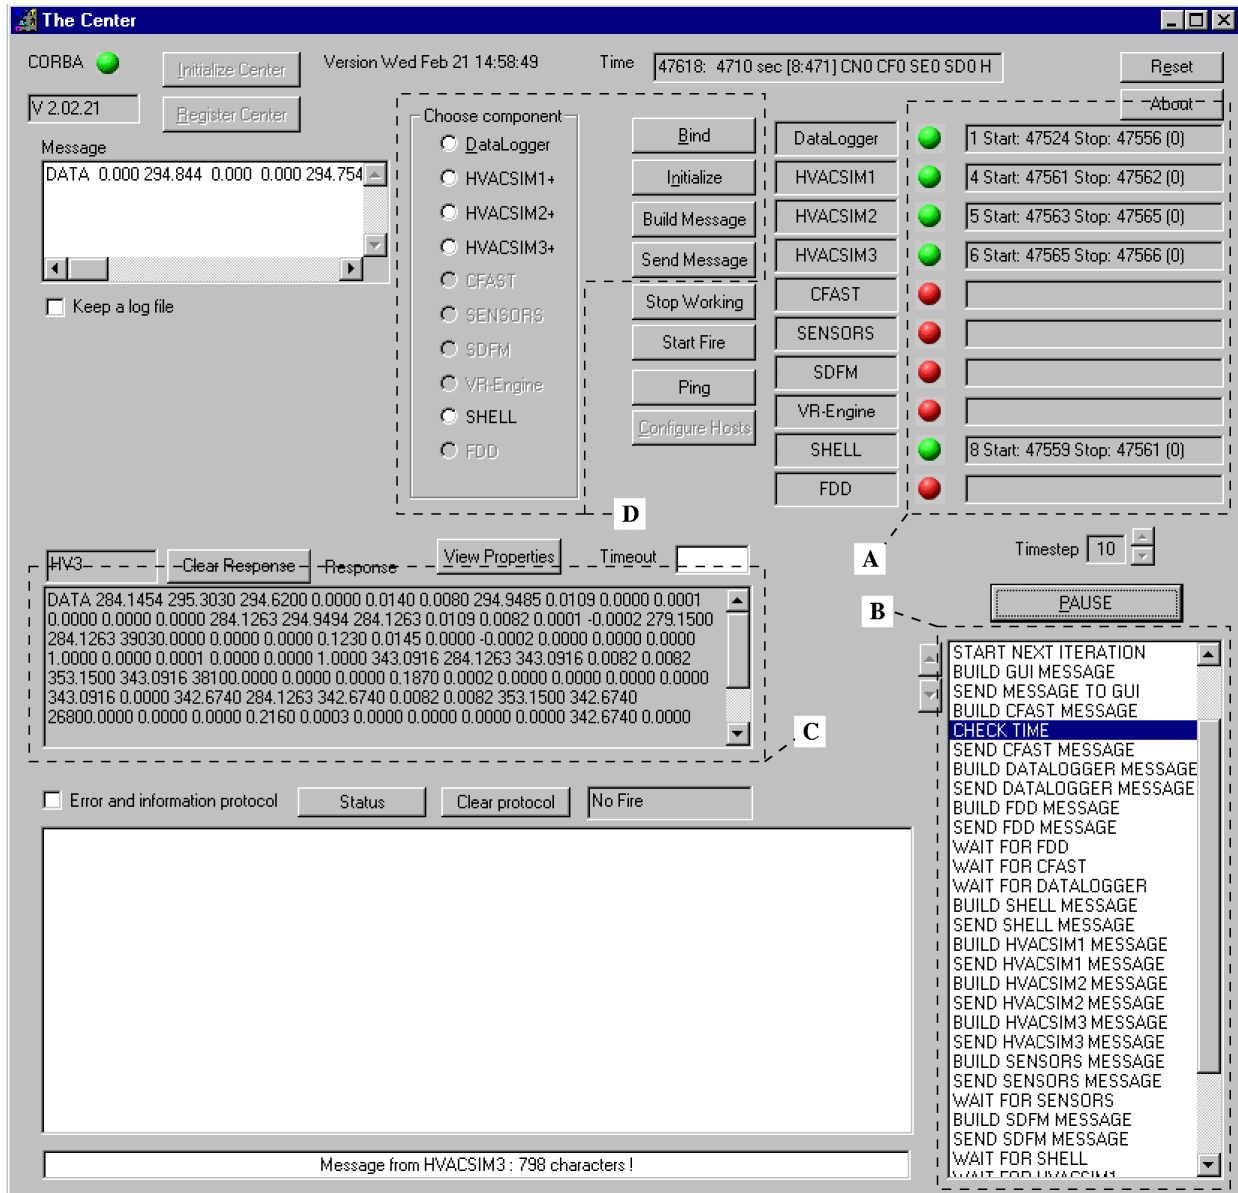 The Center
CORBA
Initialize Center
Version Wed Feb 21 14:58:49
Time
47618:  4710 sec [8:471] CN0 CF0 SE0 SD0 H
Reset
V 2.02.21
Register Center
About
Message
DATA  0.000 294.844  0.000  0.000 294.754
Keep a log file
Choose component
DataLogger
HVACSIM1+
HVACSIM2+
HVACSIM3+
CFAST
SENSORS
SDFM
VR-Engine
SHELL
FDD
Bind
Initialize
Build Message
Send Message
Stop Working
Start Fire
Ping
Configure Hosts
DataLogger
1 Start: 47524 Stop: 47556 (0)
HVACSIM1
4 Start: 47561 Stop: 47562 (0)
HVACSIM2
5 Start: 47563 Stop: 47565 (0)
HVACSIM3
6 Start: 47565 Stop: 47566 (0)
CFAST
SENSORS
SDFM
VR-Engine
SHELL
8 Start: 47559 Stop: 47561 (0)
FDD
D
A
HV3
Clear Response
Response
View Properties
Timeout
Timestep
10
DATA 284.1454 295.3030 294.6200 0.0000 0.0140 0.0080 294.9485 0.0109 0.0000 0.0001
0.0000 0.0000 0.0000 284.1263 294.9494 284.1263 0.0109 0.0082 0.0001 -0.0002 279.1500
284.1263 39030.0000 0.0000 0.0000 0.1230 0.0145 0.0000 -0.0002 0.0000 0.0000 0.0000
1.0000 0.0000 0.0001 0.0000 0.0000 1.0000 343.0916 284.1263 343.0916 0.0082 0.0082
353.1500 343.0916 38100.0000 0.0000 0.0000 0.1870 0.0002 0.0000 0.0000 0.0000 0.0000
343.0916 0.0000 342.6740 284.1263 342.6740 0.0082 0.0082 353.1500 342.6740
26800.0000 0.0000 0.0000 0.2160 0.0003 0.0000 0.0000 0.0000 0.0000 342.6740 0.0000
C
B
PAUSE
START NEXT ITERATION
BUILD GUI MESSAGE
SEND MESSAGE TO GUI
BUILD CFAST MESSAGE
CHECK TIME
SEND CFAST MESSAGE
BUILD DATALOGGER MESSAGE
SEND DATALOGGER MESSAGE
BUILD FDD MESSAGE
SEND FDD MESSAGE
WAIT FOR FDD
WAIT FOR CFAST
WAIT FOR DATALOGGER
BUILD SHELL MESSAGE
SEND SHELL MESSAGE
BUILD HVACSIM1 MESSAGE
SEND HVACSIM1 MESSAGE
BUILD HVACSIM2 MESSAGE
SEND HVACSIM2 MESSAGE
BUILD HVACSIM3 MESSAGE
SEND HVACSIM3 MESSAGE
BUILD SENSORS MESSAGE
SEND SENSORS MESSAGE
WAIT FOR SENSORS
BUILD SDFM MESSAGE
SEND SDFM MESSAGE
WAIT FOR SHELL
WAIT FOR HVACSIM1
Error and information protocol
Status
Clear protocol
No Fire
Message from HVACSIM3 : 798 characters !